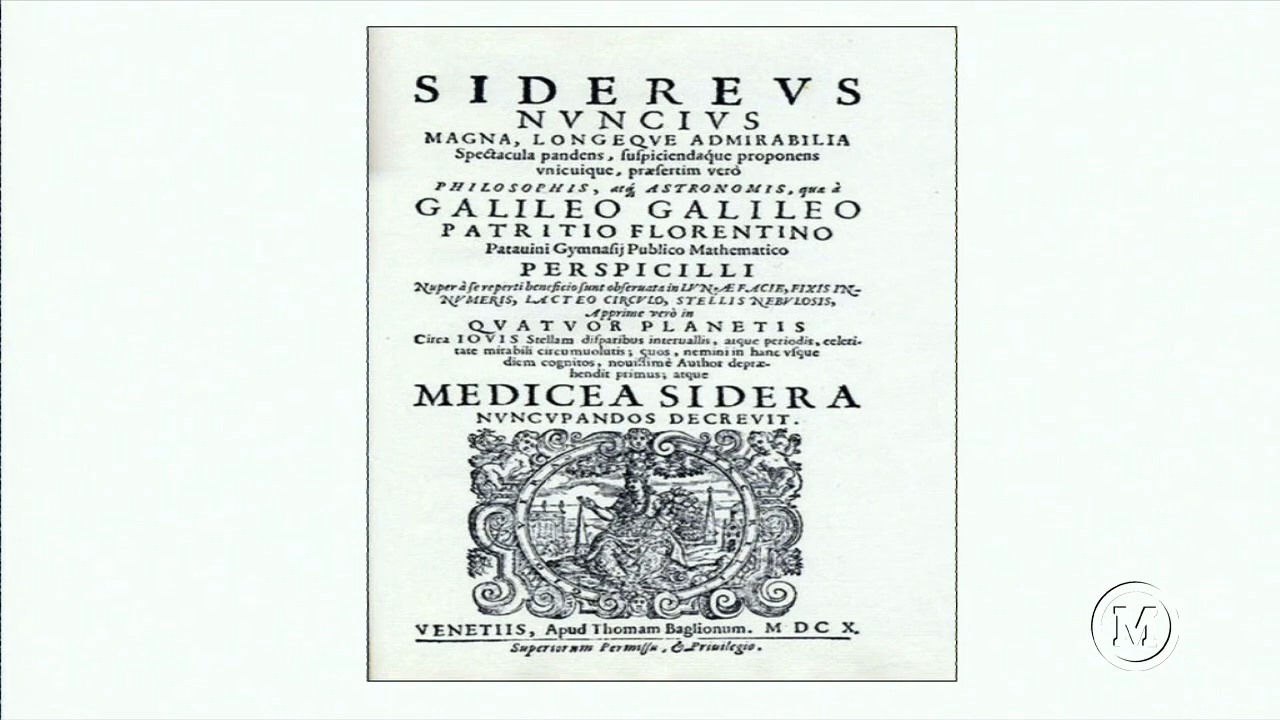 SIDEREVS
NVNCIVS
MAGNA, LONGEQVE ADMIRABILIA
Spectacula pandens, ſuſpiciendaque proponens
vnicuique, præſertim verò
PHILOSOPHIS, atq́ ASTRONOMIS, quæ à
GALILEO GALILEO
PATRITIO FLORENTINO
Patauini Gymnaſij Publico Mathematico
PERSPICILLI
Nuper à ſe reperti beneficio ſunt obſeruata in LVNÆ FACIE, FIXIS IN-
NVMERIS, LACTEO CIRCVLO, STELLIS NEBVLOSIS,
Apprime verò in
QVATVOR PLANETIS
Circa IOVIS Stellam diſparibus interuallis, atque periodis, celeri-
tate mirabili circumuolutis; quos, nemini in hanc vſque
diem cognitos, nouiſſimè Author depræ-
hendit primus; atque
MEDICEA SIDERA
NVNCVPANDOS DECREVIT.
VENETIIS, Apud Thomam Baglionum. M DC X.
Superiorum Permiſſu, & Priuilegio.
M